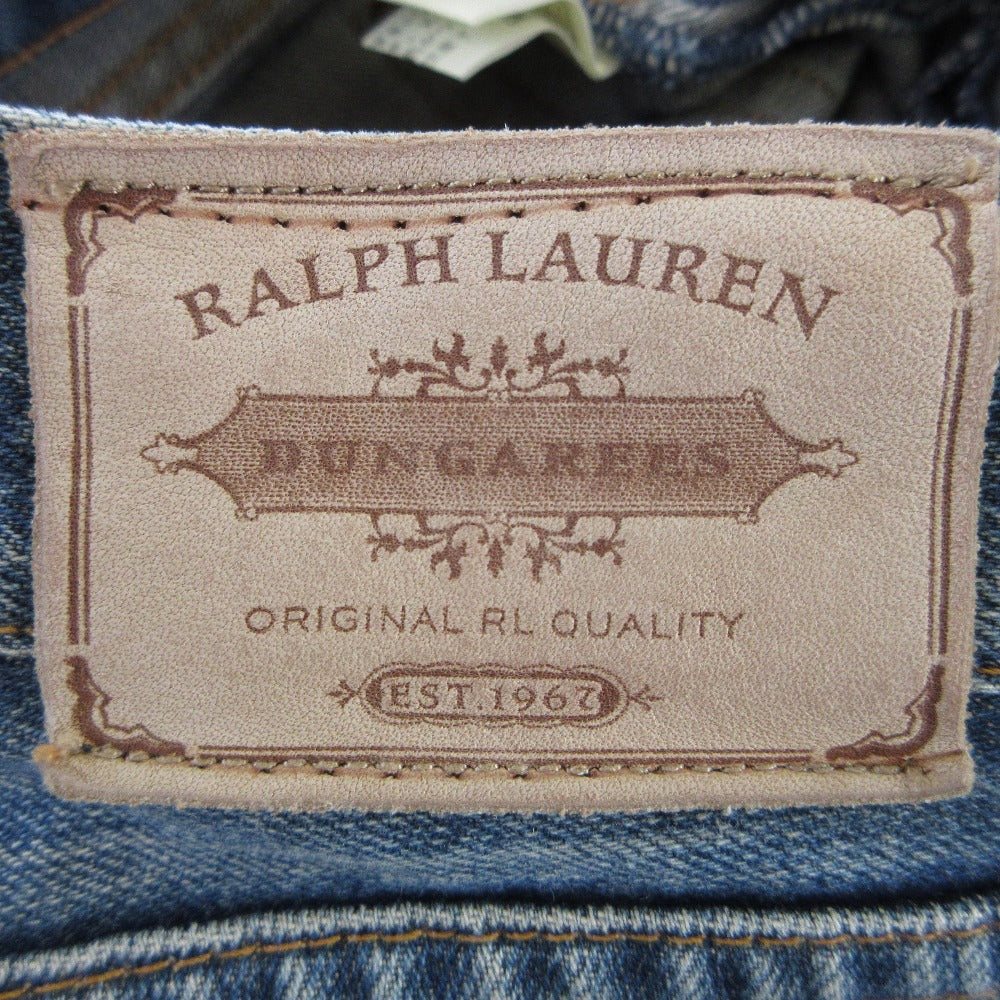 RALPH LAUREN
DUNGAREES
ORIGINAL RL QUALITY
EST. 1967